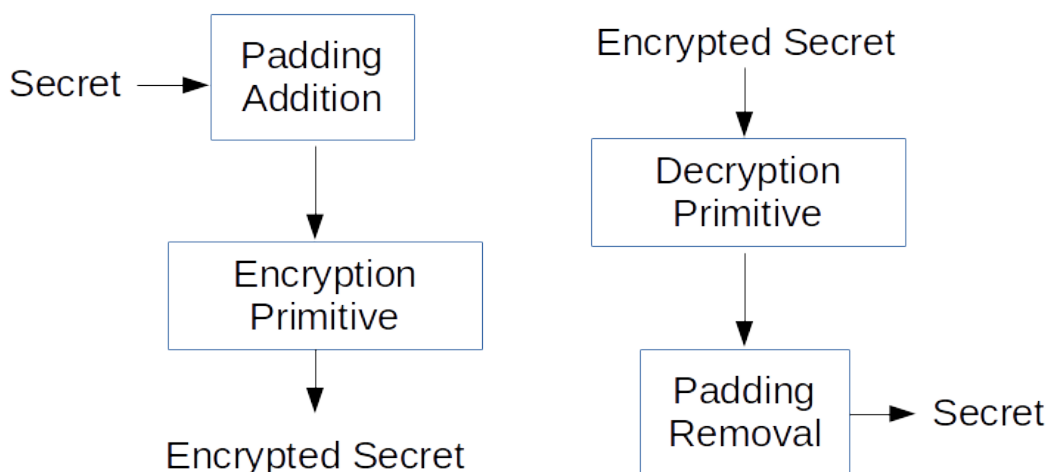 Secret
Padding
Addition
Encryption
Primitive
Encrypted Secret
Encrypted Secret
Decryption
Primitive
Padding
Removal
Secret